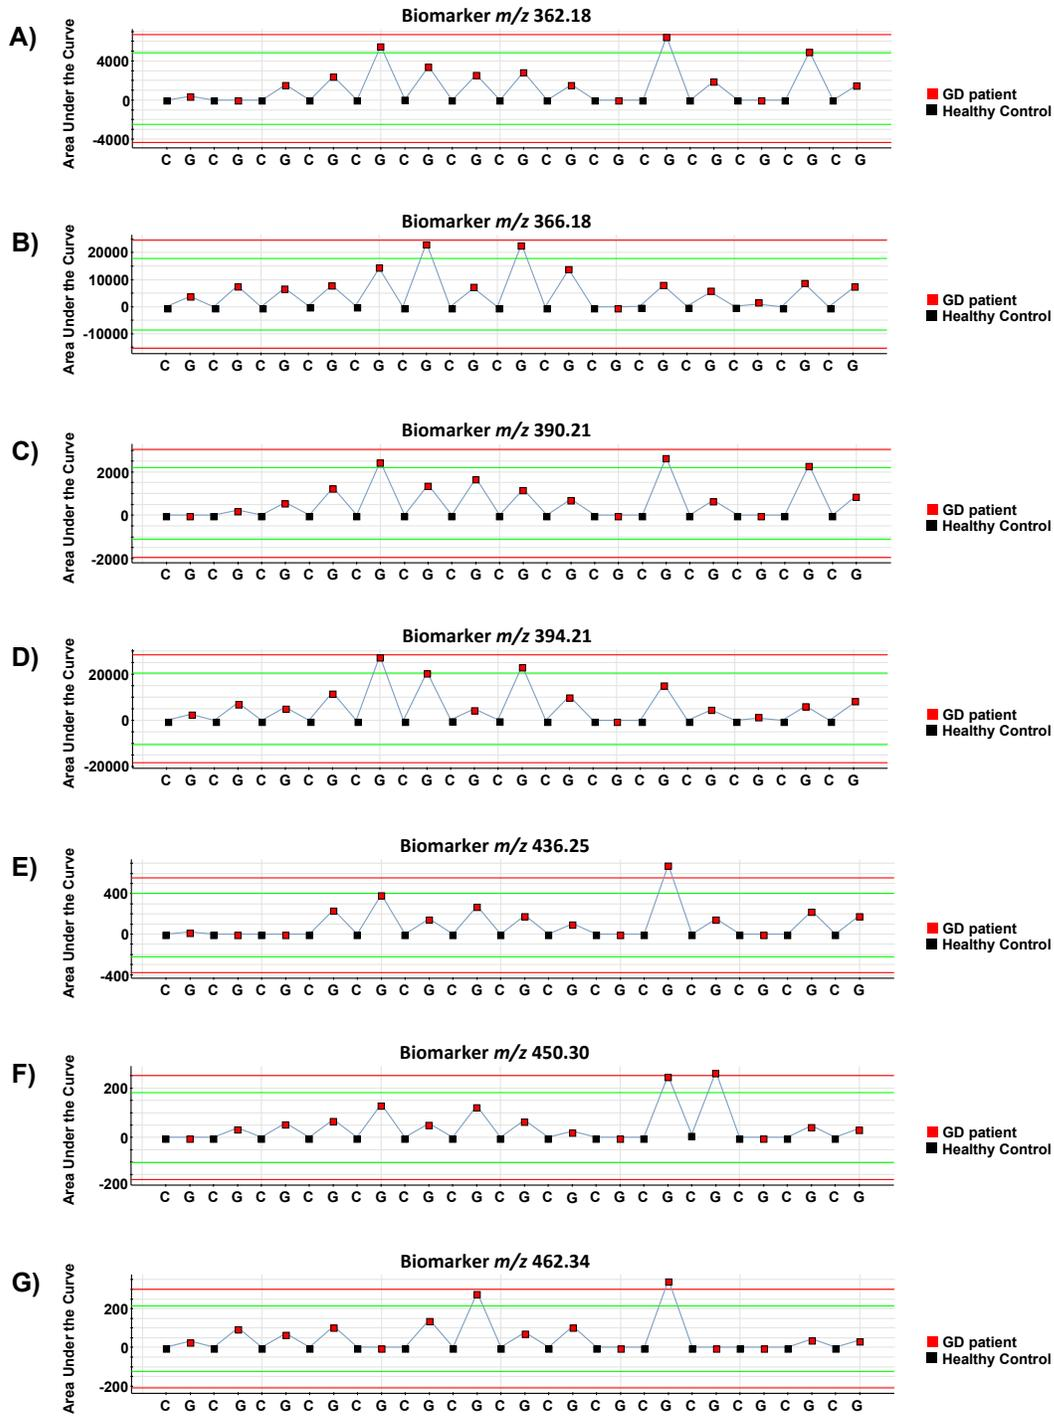 A)
Biomarker m/z 362.18
Area Under the Curve
4000
0
-4000
C G C G C G C G C G C G C G C G C G C G C G C G C G C G C G
GD patient
Healthy Control
B)
Biomarker m/z 366.18
Area Under the Curve
20000
10000
0
-10000
C G C G C G C G C G C G C G C G C G C G C G C G C G C G C G
GD patient
Healthy Control
C)
Biomarker m/z 390.21
Area Under the Curve
2000
0
-2000
C G C G C G C G C G C G C G C G C G C G C G C G C G C G C G
GD patient
Healthy Control
D)
Biomarker m/z 394.21
Area Under the Curve
20000
0
-20000
C G C G C G C G C G C G C G C G C G C G C G C G C G C G C G
GD patient
Healthy Control
E)
Biomarker m/z 436.25
Area Under the Curve
400
0
-400
C G C G C G C G C G C G C G C G C G C G C G C G C G C G C G
GD patient
Healthy Control
F)
Biomarker m/z 450.30
Area Under the Curve
200
0
-200
C G C G C G C G C G C G C G C G C G C G C G C G C G C G C G
GD patient
Healthy Control
G)
Biomarker m/z 462.34
Area Under the Curve
200
0
-200
C G C G C G C G C G C G C G C G C G C G C G C G C G C G C G
GD patient
Healthy Control